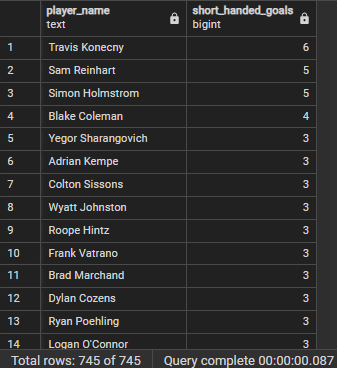 player_name short_handed_goals
text bigint
1 Travis Konecny 6
2 Sam Reinhart 5
3 Simon Holmstrom 5
4 Blake Coleman 4
5 Yegor Sharangovich 3
6 Adrian Kempe 3
7 Colton Sissons 3
8 Wyatt Johnston 3
9 Roope Hintz 3
10 Frank Vatrano 3
11 Brad Marchand 3
12 Dylan Cozens 3
13 Ryan Poehling 3
14 Logan O'Connor 3
Total rows: 745 of 745 Query complete 00:00:00.087